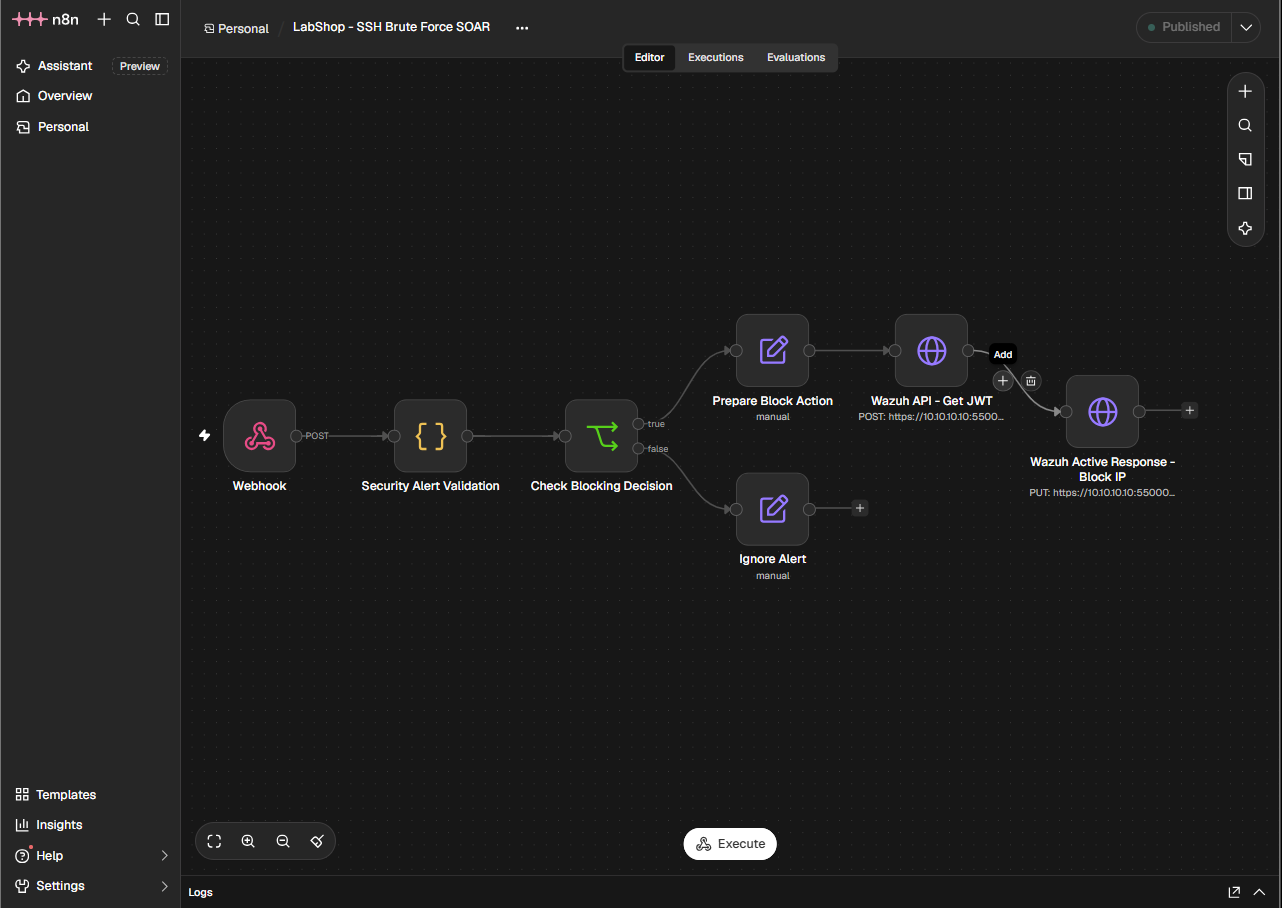 n8n
Personal
LabShop - SSH Brute Force SOAR
Published
Editor
Executions
Evaluations
Assistant
Preview
Overview
Personal
Add
Prepare Block Action
manual
Wazuh API - Get JWT
POST: https://10.10.10.10:5500...
Wazuh Active Response -
Block IP
PUT: https://10.10.10.10:55000...
POST
true
false
Webhook
Security Alert Validation
Check Blocking Decision
Ignore Alert
manual
Templates
Insights
Help
Settings
Execute
Logs